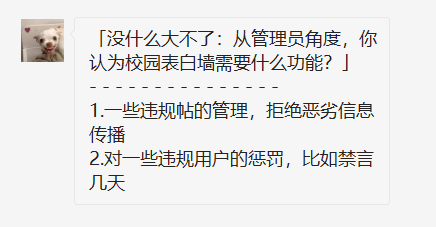 「没什么大不了：从管理员角度，你
认为校园表白墙需要什么功能？」
- - - - - - - - - - - - - - -
1.一些违规帖的管理，拒绝恶劣信息
传播
2.对一些违规用户的惩罚，比如禁言
几天